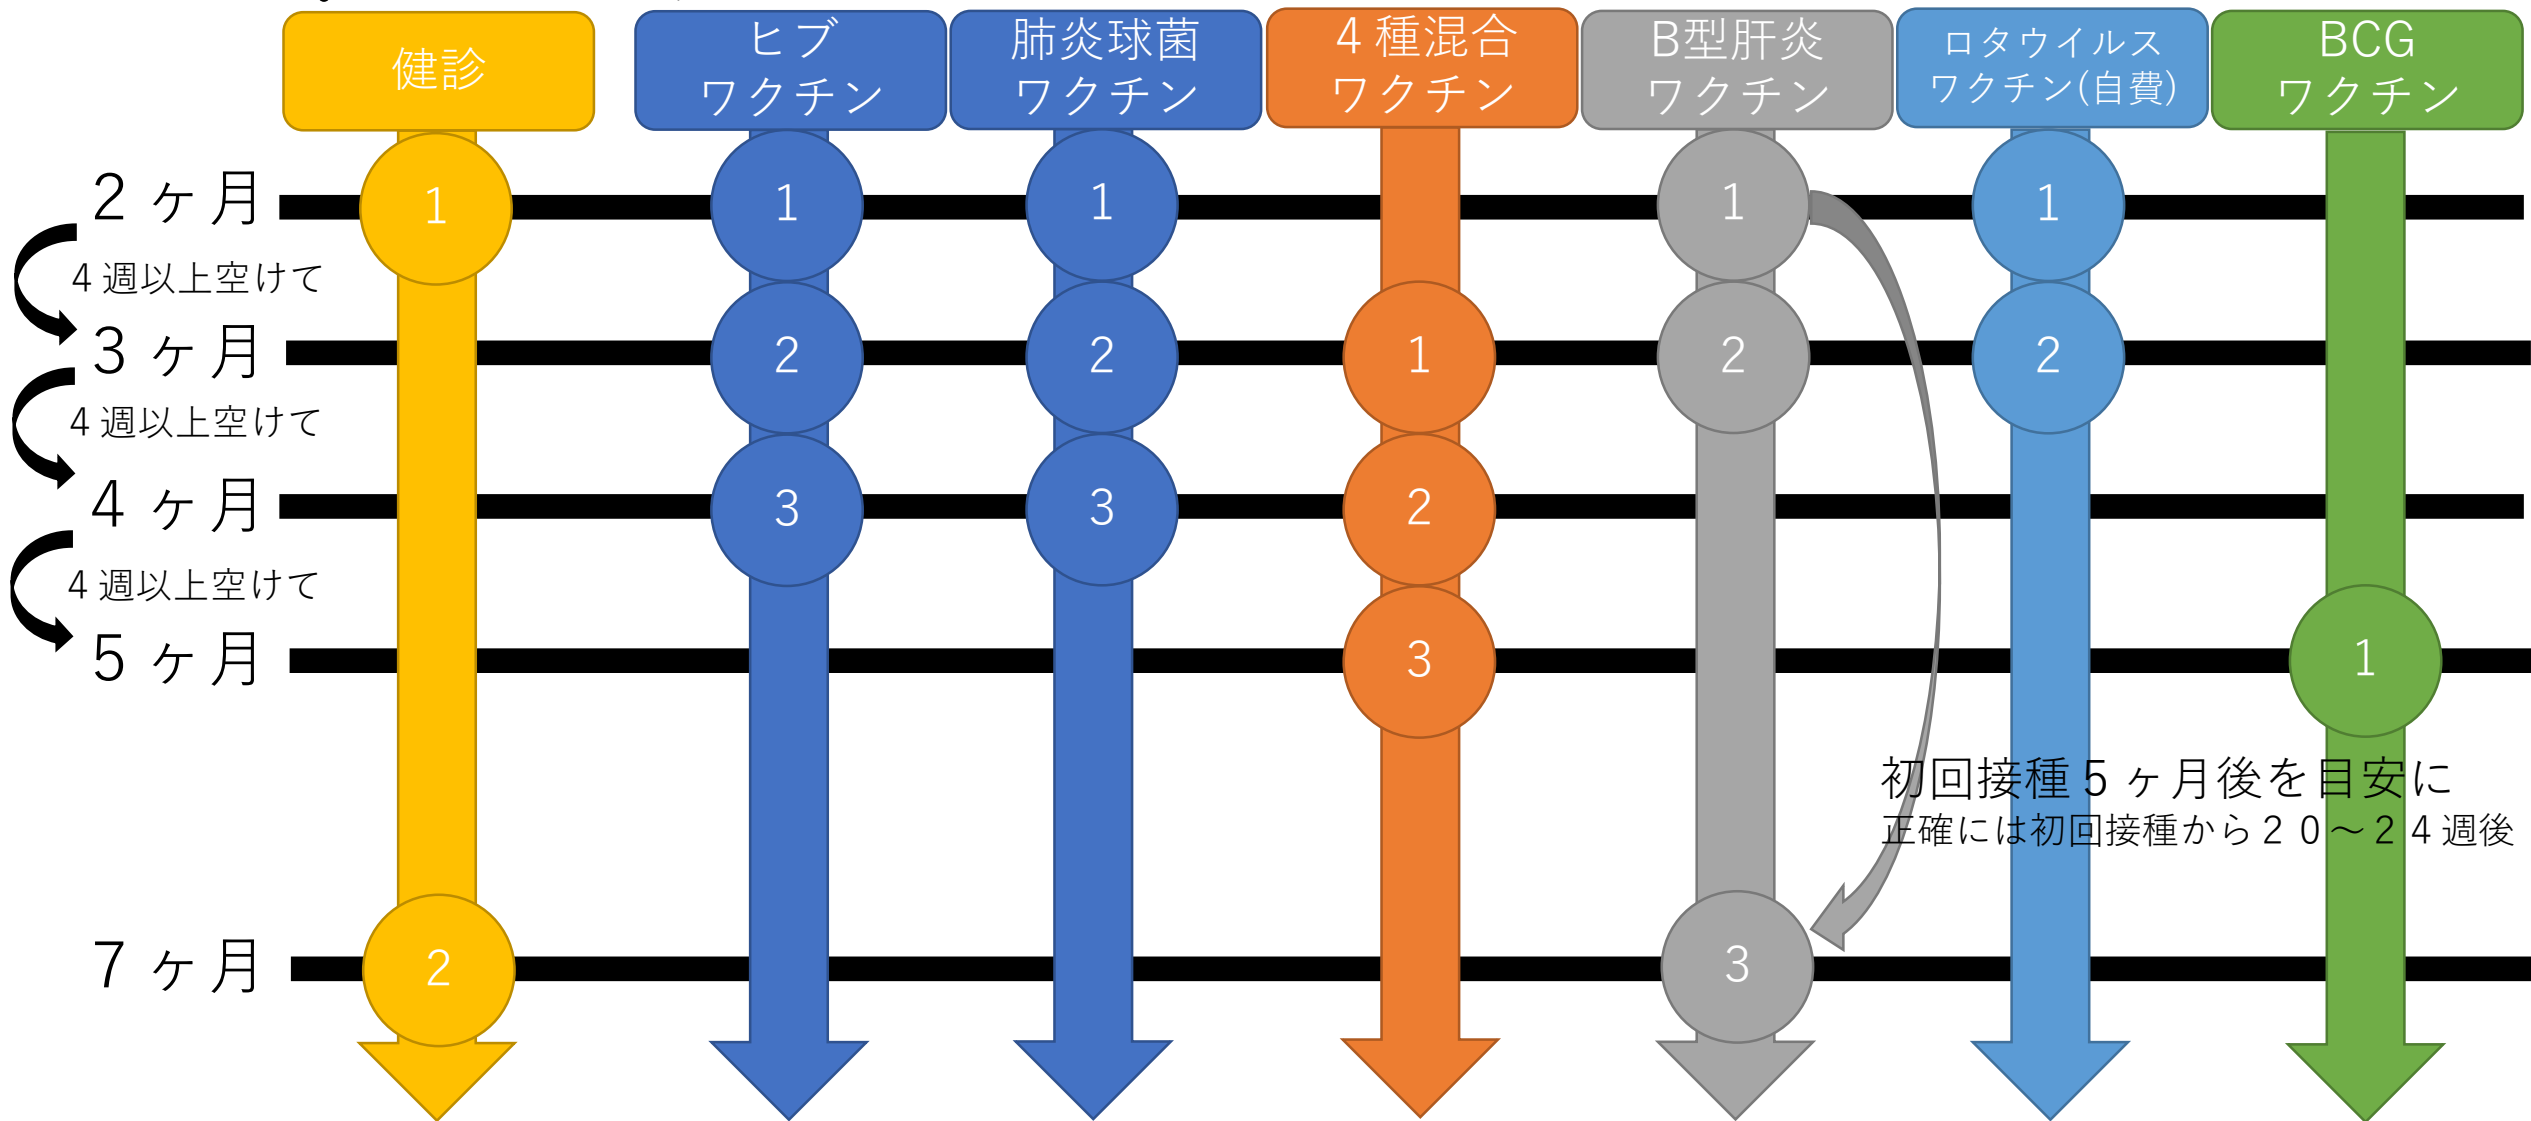 健診
ヒブ
ワクチン
肺炎球菌
ワクチン
４種混合
ワクチン
B型肝炎
ワクチン
ロタウイルス
ワクチン(自費)
BCG
ワクチン
２ヶ月
1
1
1
1
1
４週以上空けて
３ヶ月
2
2
1
2
2
４週以上空けて
４ヶ月
3
3
2
４週以上空けて
５ヶ月
3
1
初回接種５ヶ月後を目安に
正確には初回接種から２０～２４週後
７ヶ月
2
3